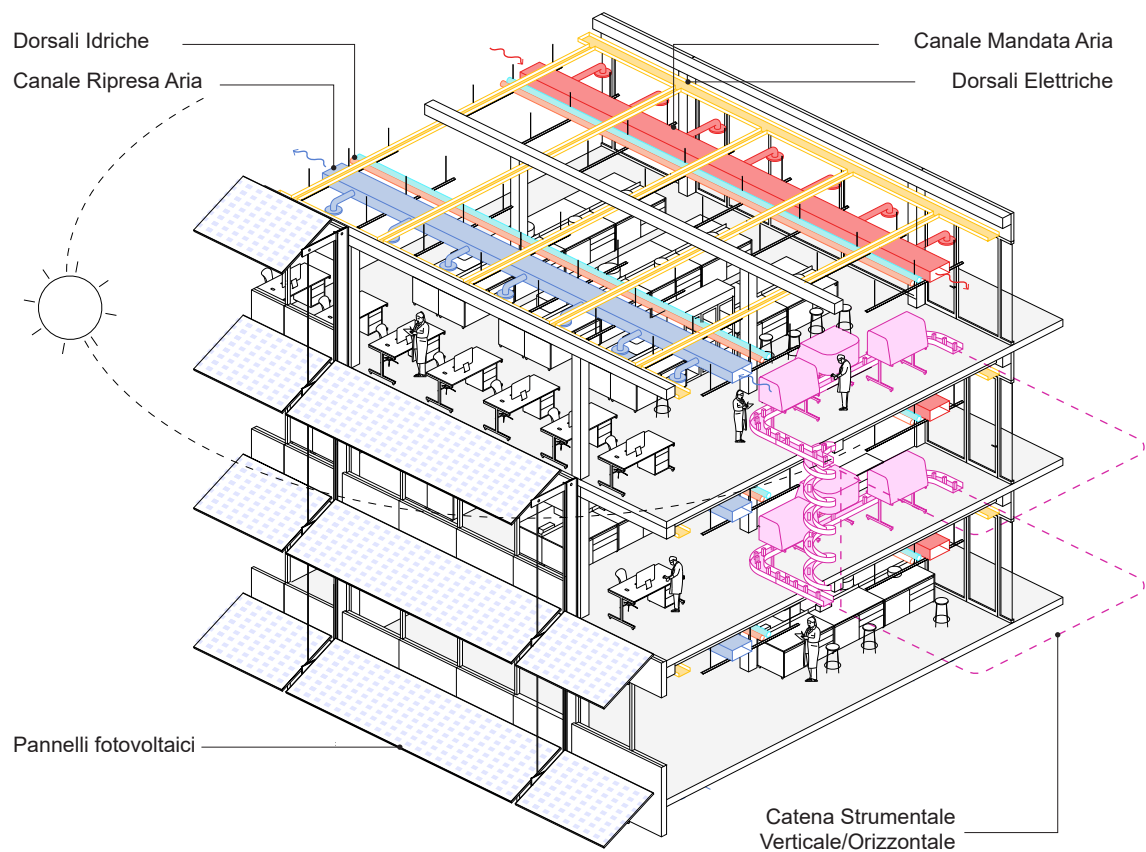 Dorsali Idriche
Canale Ripresa Aria
Canale Mandata Aria
Dorsali Elettriche
Pannelli fotovoltaici
Catena Strumentale
Verticale/Orizzontale